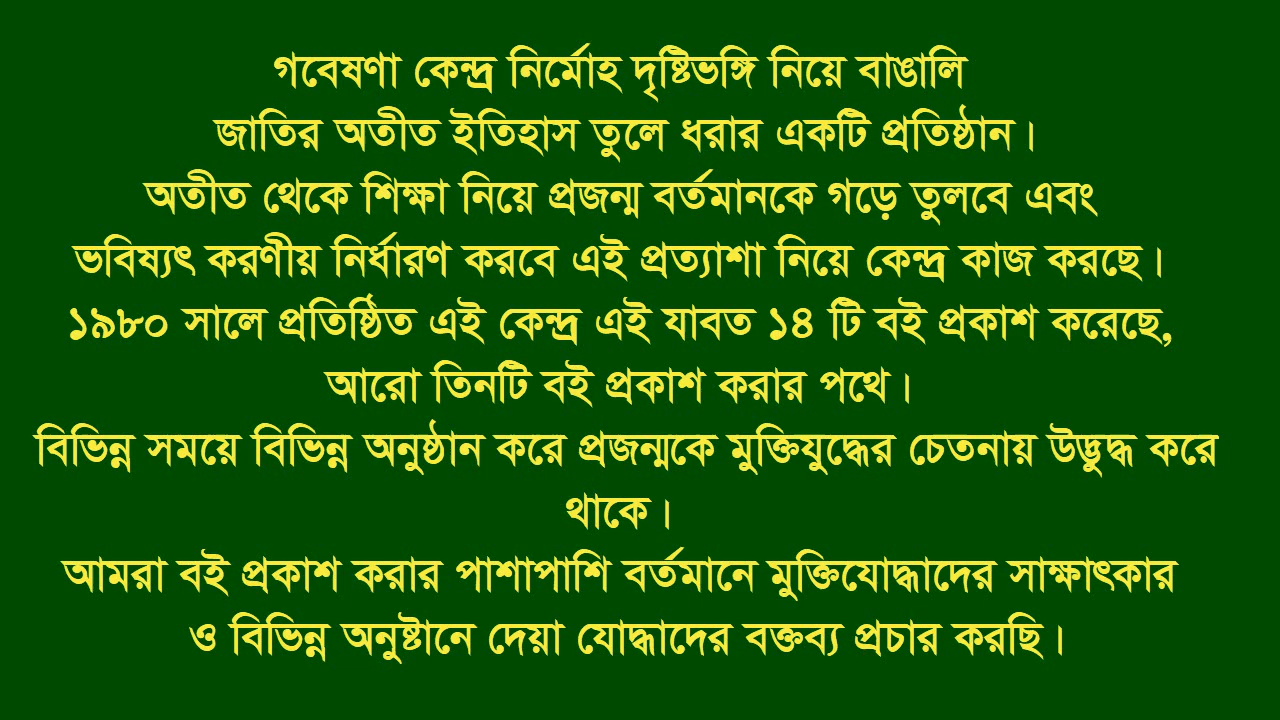 গবেষণা কেন্দ্র নির্মোহ দৃষ্টিভঙ্গি নিয়ে বাঙালি
জাতির অতীত ইতিহাস তুলে ধরার একটি প্রতিষ্ঠান।
অতীত থেকে শিক্ষা নিয়ে প্রজন্ম বর্তমানকে গড়ে তুলবে এবং
ভবিষ্যৎ করণীয় নির্ধারণ করবে এই প্রত্যাশা নিয়ে কেন্দ্র কাজ করছে।
১৯৮০ সালে প্রতিষ্ঠিত এই কেন্দ্র এই যাবত ১৪ টি বই প্রকাশ করেছে,
আরো তিনটি বই প্রকাশ করার পথে।
বিভিন্ন সময়ে বিভিন্ন অনুষ্ঠান করে প্রজন্মকে মুক্তিযুদ্ধের চেতনায় উদ্ভুদ্ধ করে
থাকে।
আমরা বই প্রকাশ করার পাশাপাশি বর্তমানে মুক্তিযোদ্ধাদের সাক্ষাৎকার
ও বিভিন্ন অনুষ্টানে দেয়া যোদ্ধাদের বক্তব্য প্রচার করছি।